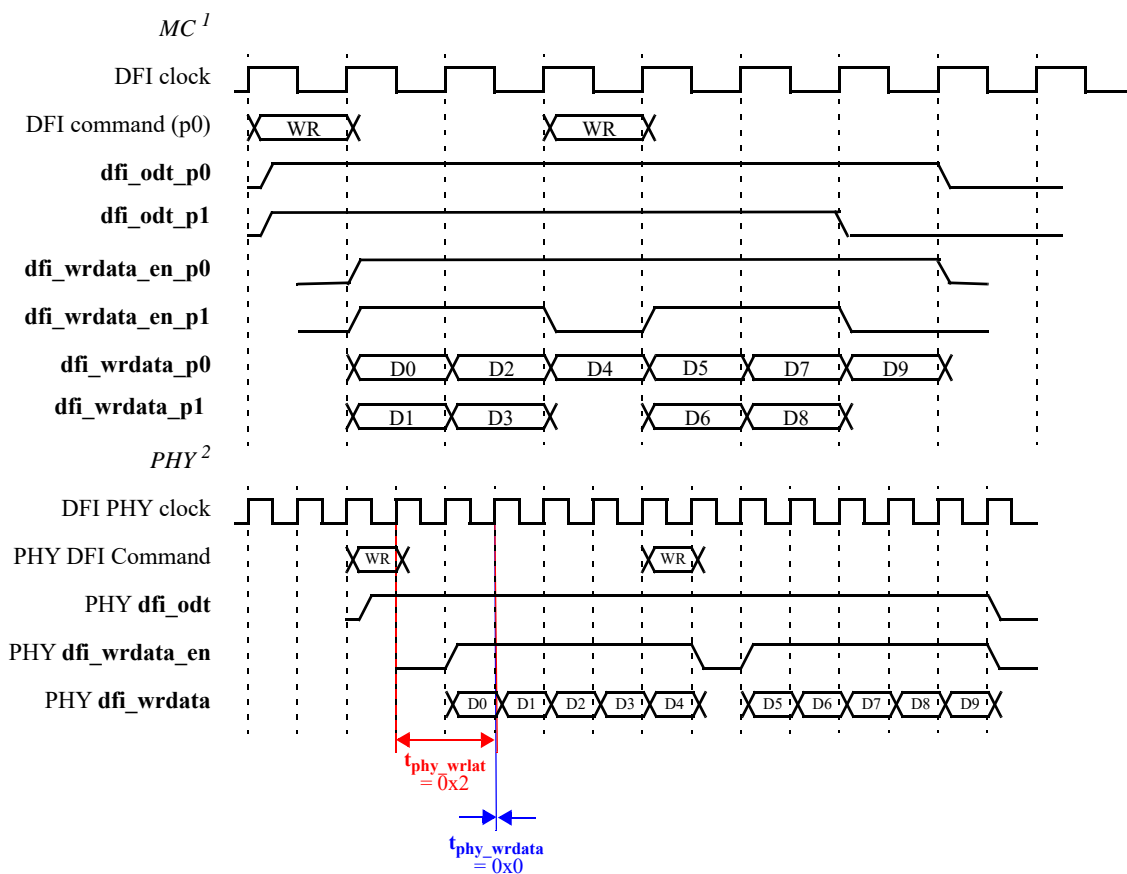 MC 1
DFI clock
DFI command (p0) WR WR
dfi_odt_p0
dfi_odt_p1
dfi_wrdata_en_p0
dfi_wrdata_en_p1
dfi_wrdata_p0 D0 D2 D4 D5 D7 D9
dfi_wrdata_p1 D1 D3 D6 D8
PHY 2
DFI PHY clock
PHY DFI Command WR WR
PHY dfi_odt
PHY dfi_wrdata_en
PHY dfi_wrdata D0 D1 D2 D3 D4 D5 D6 D7 D8 D9
tphy_wrlat
= 0x2
tphy_wrdata
= 0x0